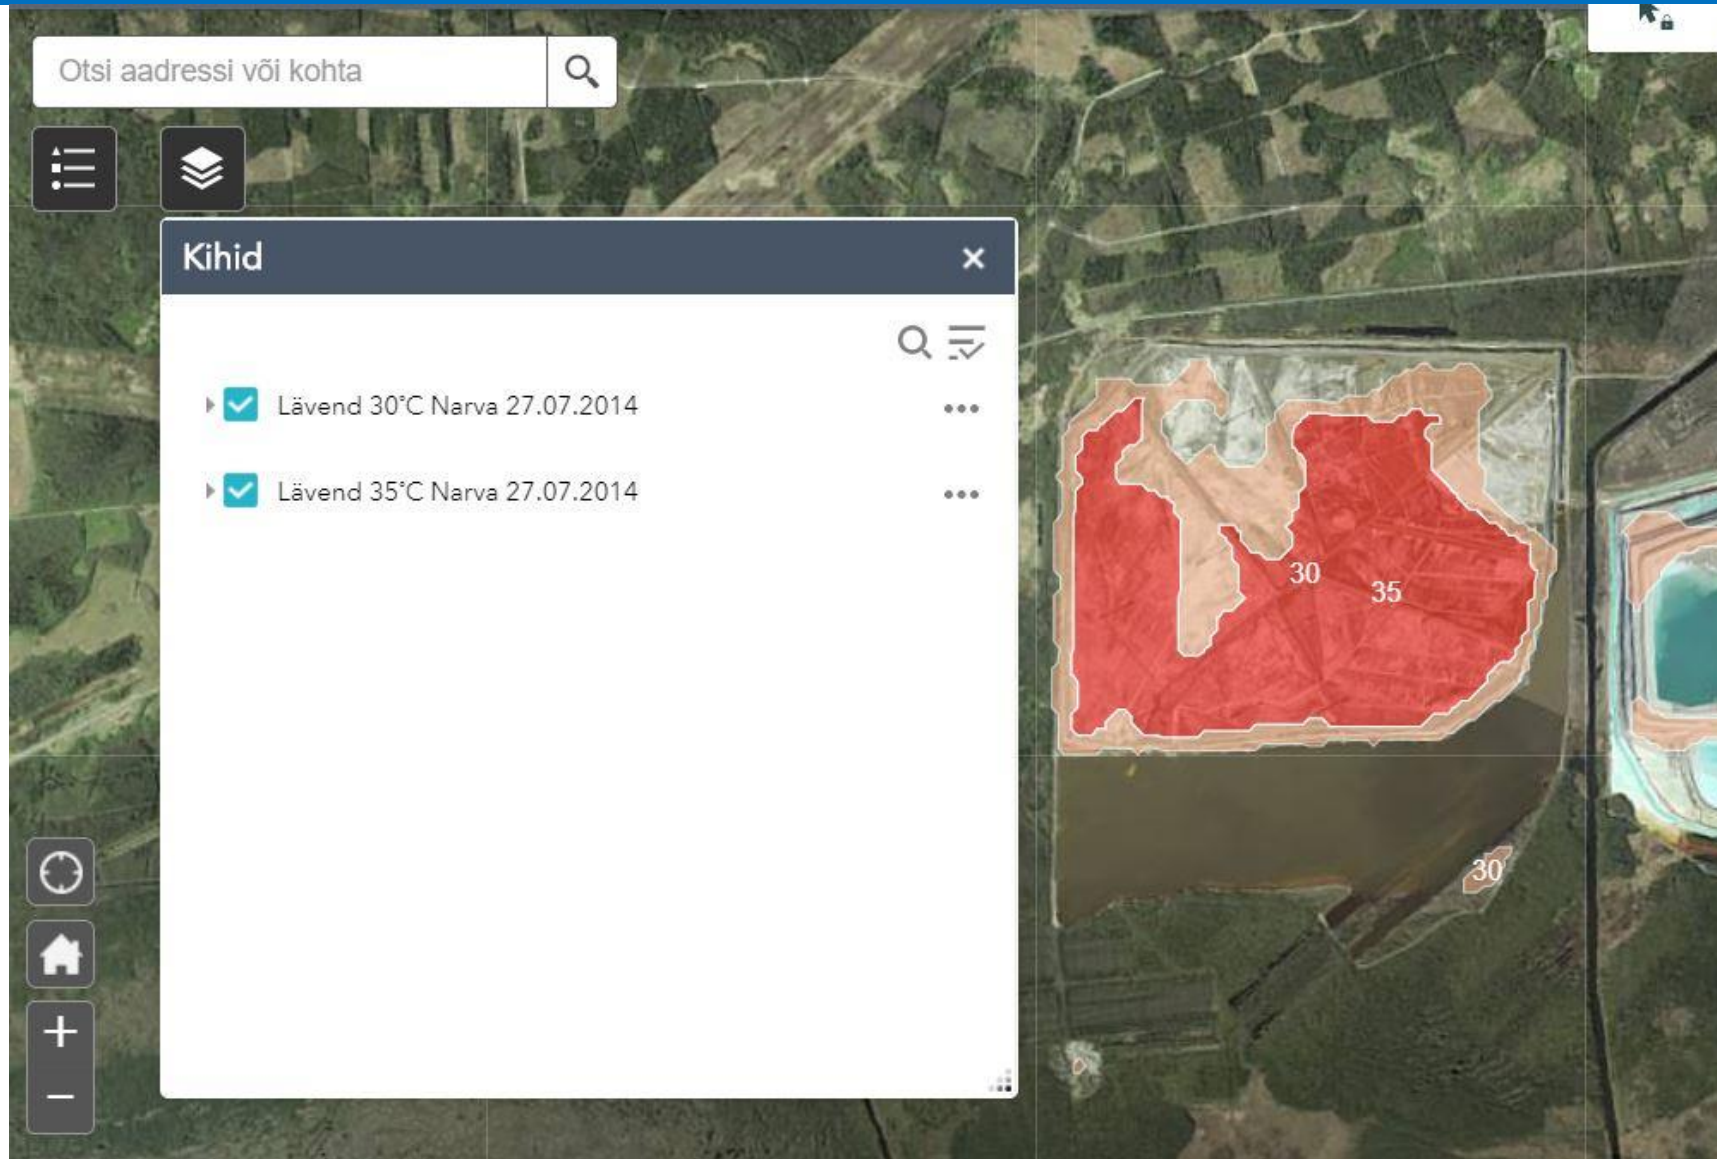 Otsi aadressi või kohta
Kihid
Lävend 30°C Narva 27.07.2014
Lävend 35°C Narva 27.07.2014
30
35
30